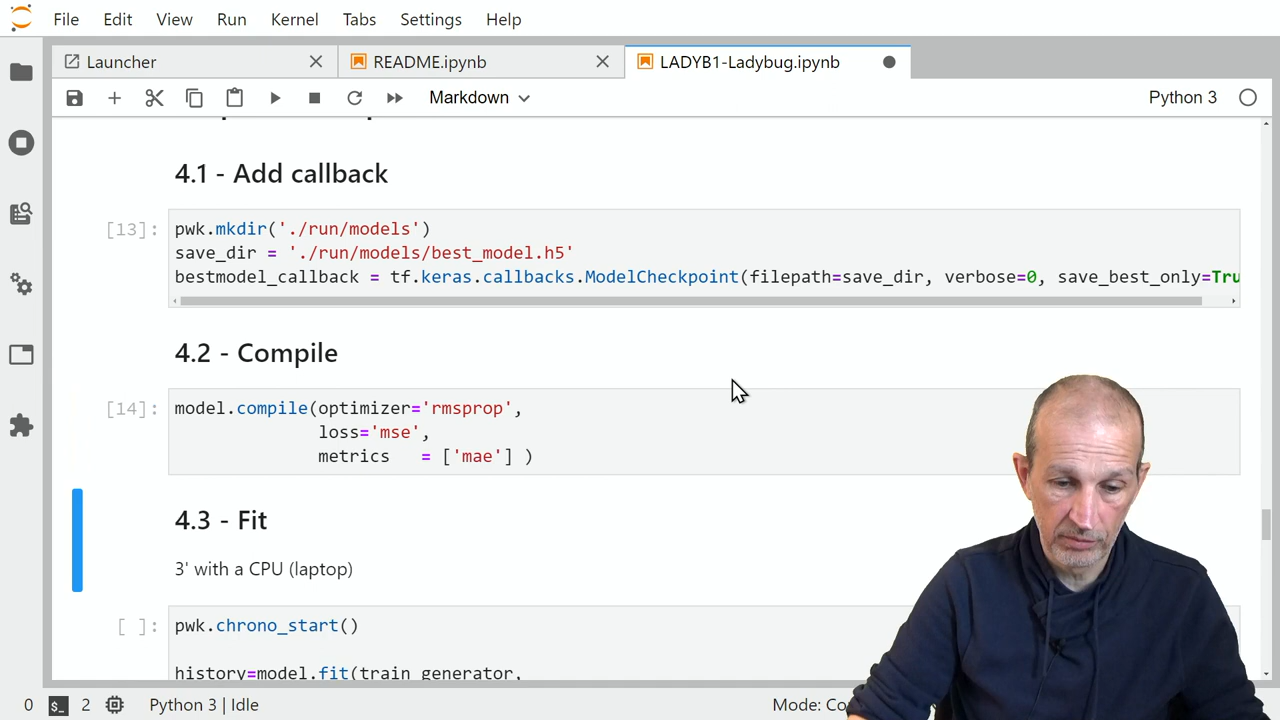 File Edit View Run Kernel Tabs Settings Help
Launcher README.ipynb LADYB1-Ladybug.ipynb
Markdown Python 3
4.1 - Add callback
[13]: pwk.mkdir('./run/models')
save_dir = './run/models/best_model.h5'
bestmodel_callback = tf.keras.callbacks.ModelCheckpoint(filepath=save_dir, verbose=0, save_best_only=Tru
4.2 - Compile
[14]: model.compile(optimizer='rmsprop',
loss='mse',
metrics = ['mae'] )
4.3 - Fit
3' with a CPU (laptop)
[ ]: pwk.chrono_start()
history=model.fit(train_generator,
0 $_ 2 Python 3 | Idle Mode: Co